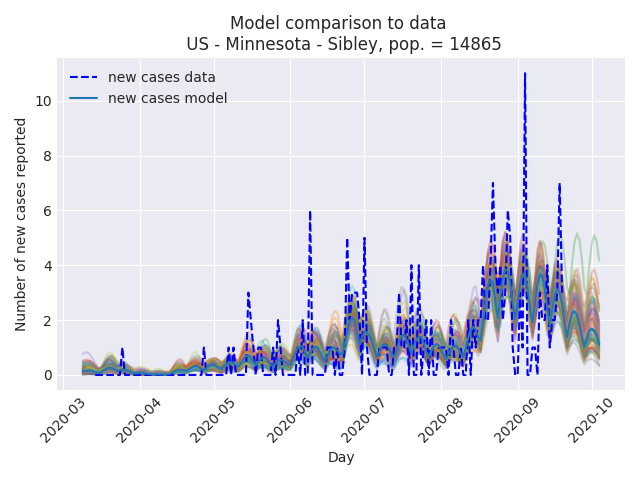 Model comparison to data
US - Minnesota - Sibley, pop. = 14865
new cases data
new cases model
Number of new cases reported
10
8
6
4
2
0
2020-03
2020-04
2020-05
2020-06
2020-07
2020-08
2020-09
2020-10
Day